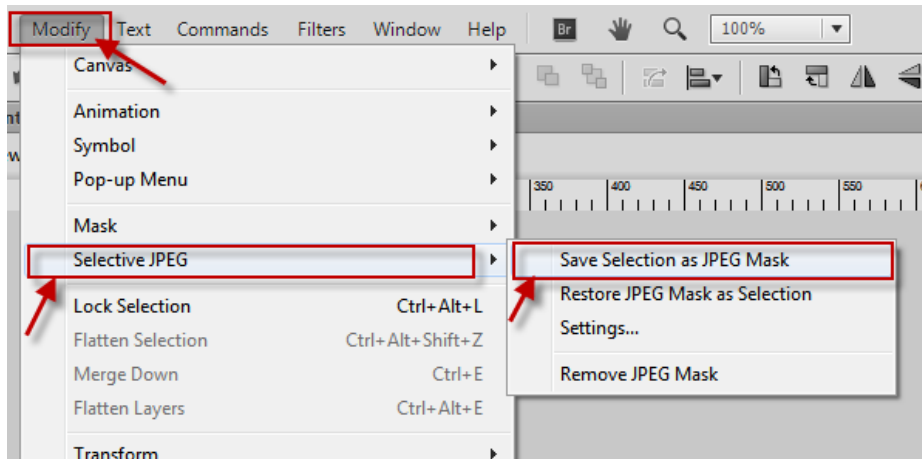 Modify Text Commands Filters Window Help Br 100%
Canvas
Animation
Symbol
Pop-up Menu
350 400 450 500 550
Mask
Selective JPEG
Save Selection as JPEG Mask
Restore JPEG Mask as Selection
Settings...
Remove JPEG Mask
Lock Selection Ctrl+Alt+L
Flatten Selection Ctrl+Alt+Shift+Z
Merge Down Ctrl+E
Flatten Layers Ctrl+Alt+E
Transform